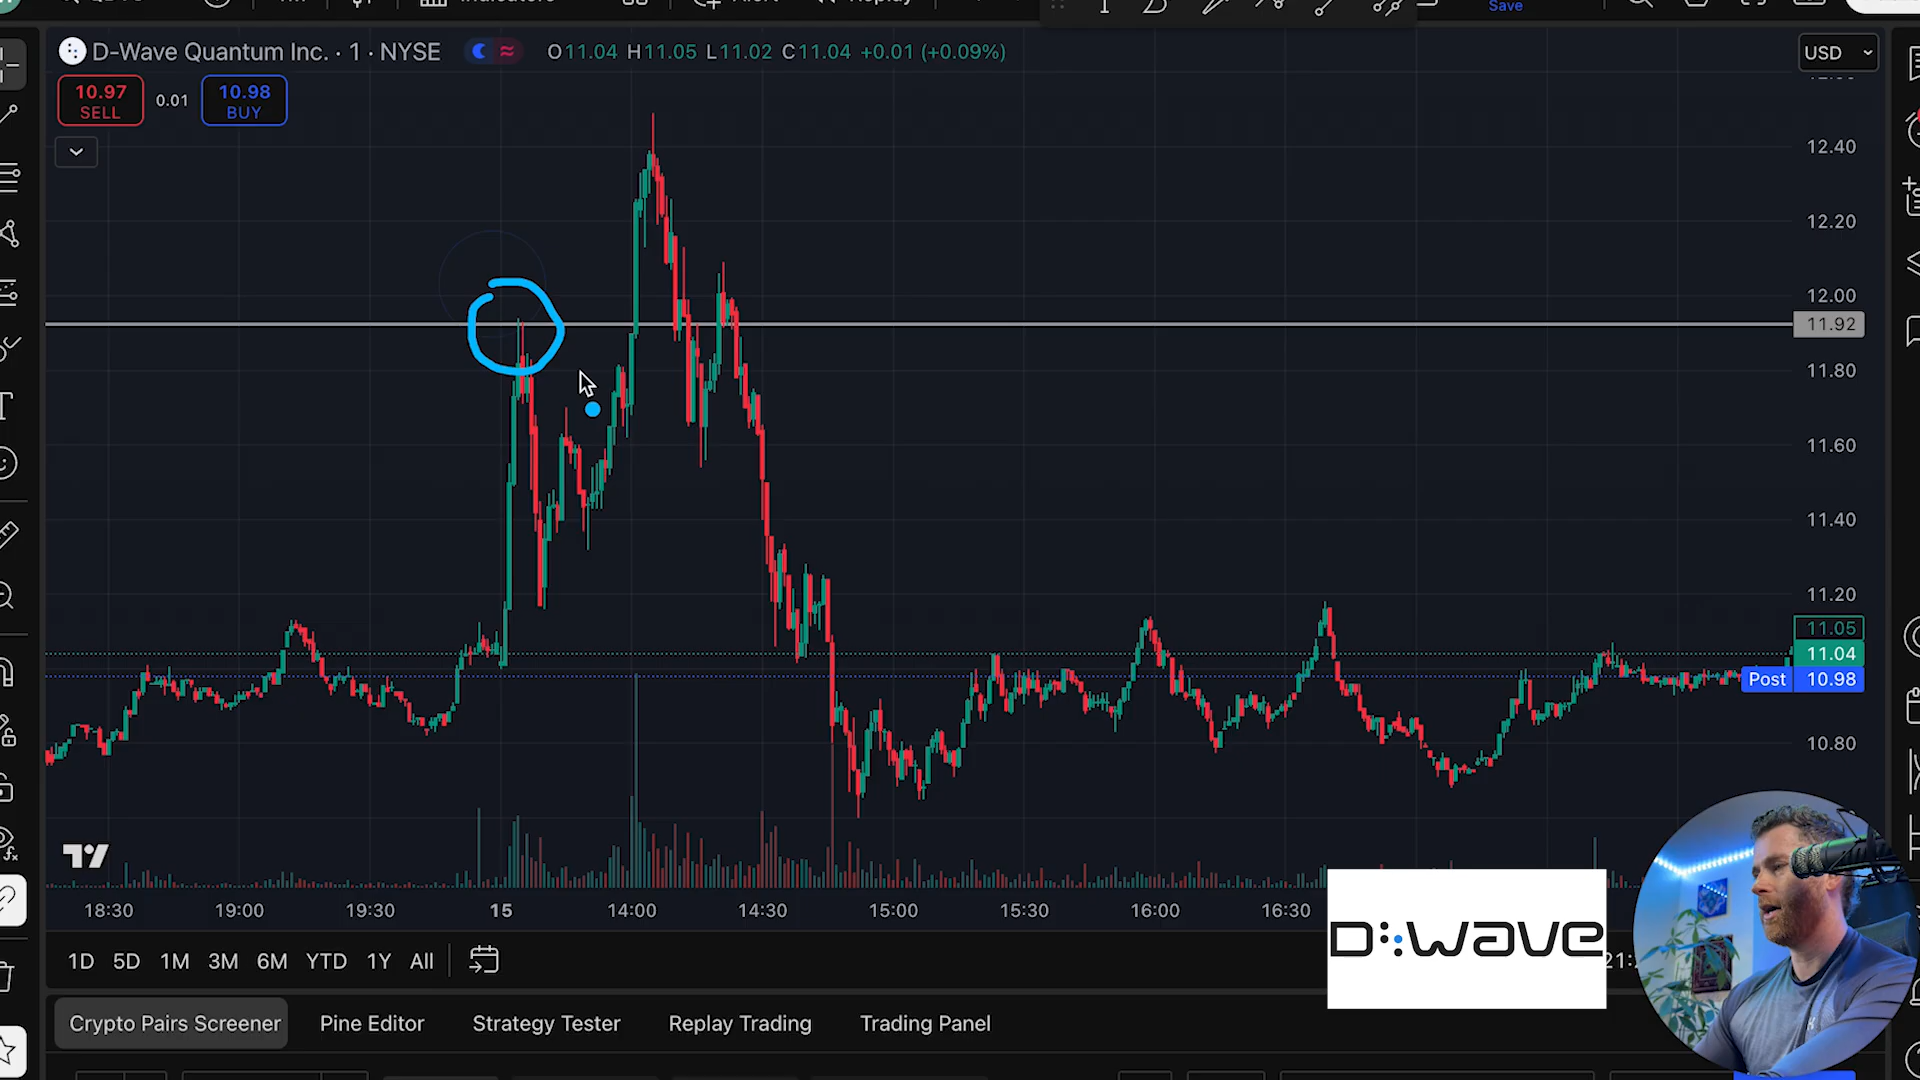 Save
D-Wave Quantum Inc. · 1 · NYSE
O11.04 H11.05 L11.02 C11.04 +0.01 (+0.09%)
USD
10.97
SELL
0.01
10.98
BUY
12.40
12.20
12.00
11.92
11.80
11.60
11.40
11.20
11.05
11.04
Post 10.98
10.80
18:30 19:00 19:30 15 14:00 14:30 15:00 15:30 16:00 16:30
D:wave
1D 5D 1M 3M 6M YTD 1Y All
Crypto Pairs Screener Pine Editor Strategy Tester Replay Trading Trading Panel